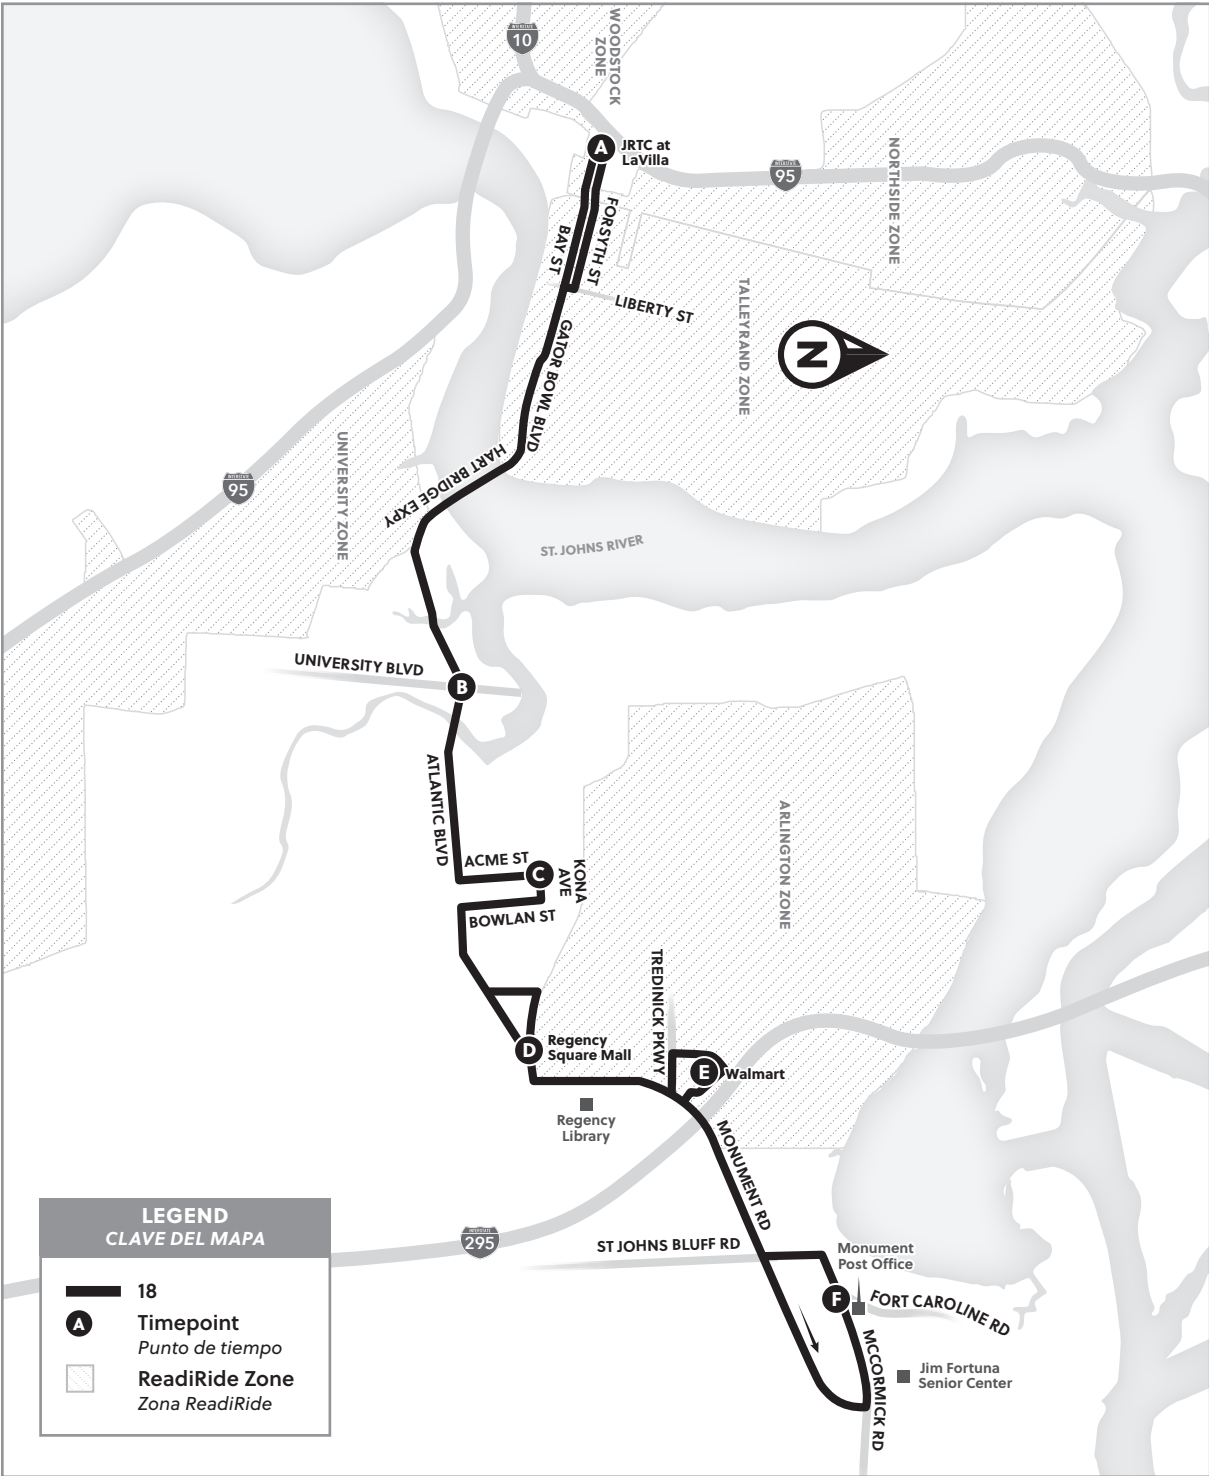 INTERSTATE
10
WOODSTOCK
ZONE
A
JRTC at
LaVilla
INTERSTATE
95
NORTHSIDE ZONE
FORSYTH ST
BAY ST
LIBERTY ST
TALLEYRAND ZONE
N
GATOR BOWL BLVD
HART BRIDGE EXPY
UNIVERSITY ZONE
INTERSTATE
95
ST. JOHNS RIVER
UNIVERSITY BLVD
B
ATLANTIC BLVD
ACME ST
C
KONA
AVE
BOWLAN ST
ARLINGTON ZONE
TREDINICK PKWY
D
Regency
Square Mall
E
Walmart
Regency
Library
MONUMENT RD
INTERSTATE
295
ST JOHNS BLUFF RD
Monument
Post Office
F
FORT CAROLINE RD
MCCORMICK RD
Jim Fortuna
Senior Center
LEGEND
CLAVE DEL MAPA
18
A
Timepoint
Punto de tiempo
ReadiRide Zone
Zona ReadiRide